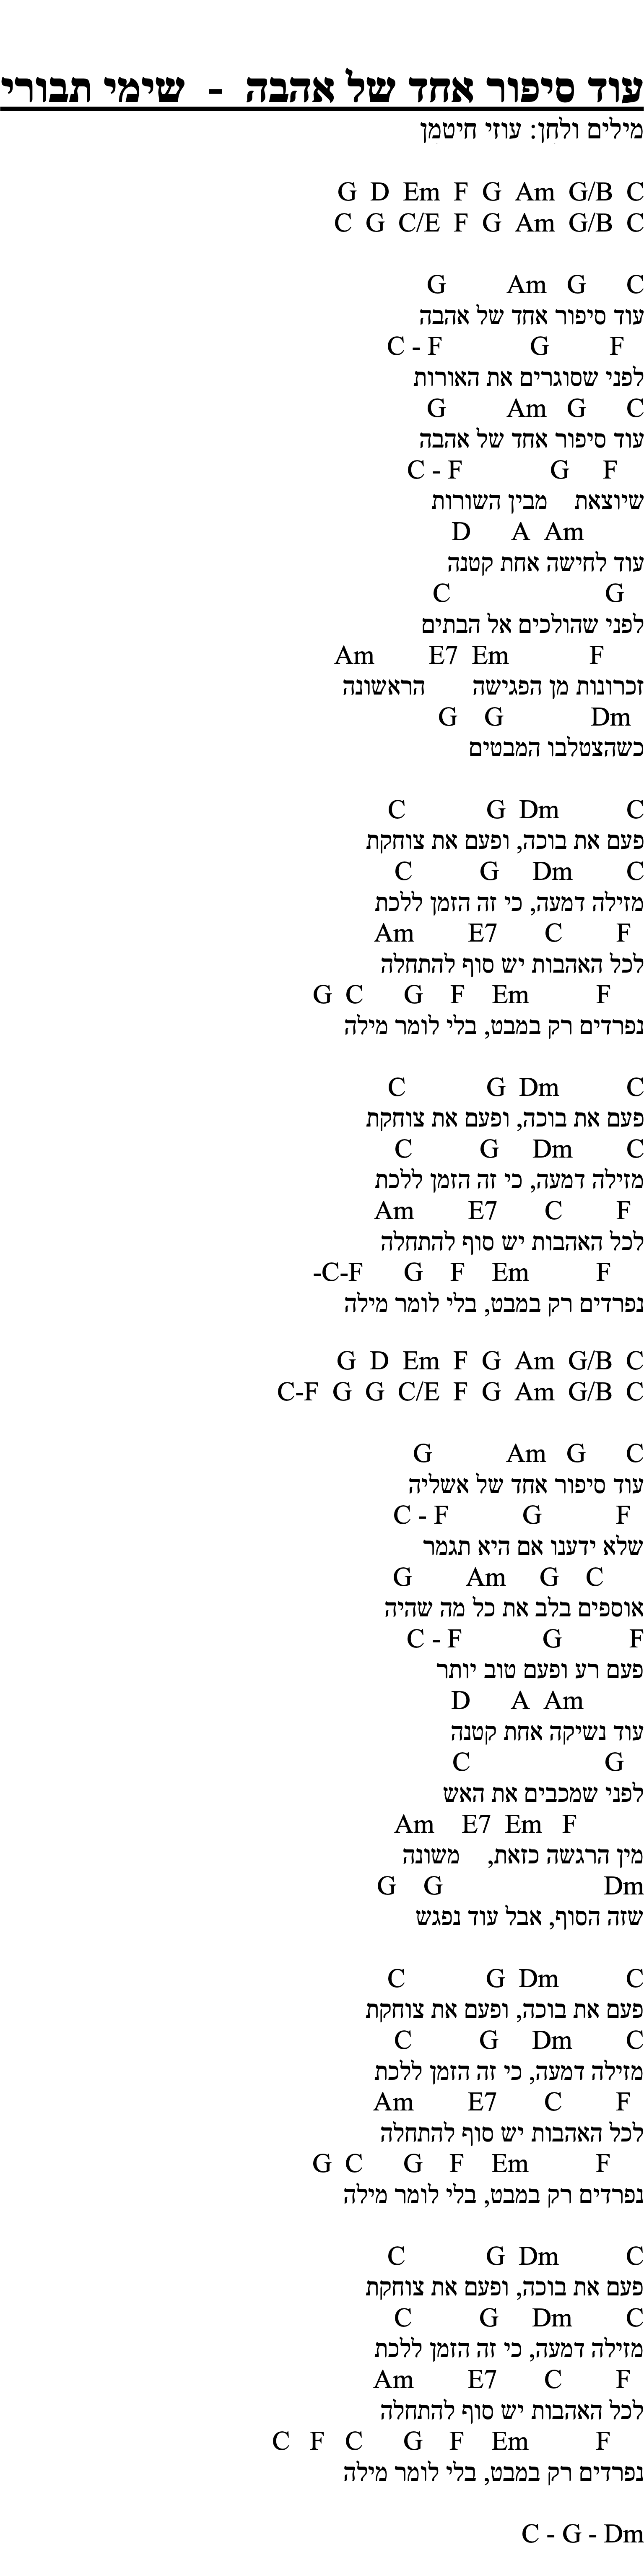 עוד סיפור אחד של אהבה - שימי תבורי
מילים ולחן: עוזי חיטמן
G D Em F G Am G/B C
C G C/E F G Am G/B C
G Am G C
עוד סיפור אחד של אהבה
C - F G F
לפני שסוגרים את האורות
G Am G C
עוד סיפור אחד של אהבה
C - F G F
שיוצאת מבין השורות
D A Am
עוד לחישה אחת קטנה
C G
לפני שהולכים אל הבתים
Am E7 Em F
זכרונות מן הפגישה הראשונה
G G Dm
כשהצטלבו המבטים
C G Dm C
פעם את בוכה, ופעם את צוחקת
C G Dm C
מזילה דמעה, כי זה הזמן ללכת
Am E7 C F
לכל האהבות יש סוף להתחלה
G C G F Em F
נפרדים רק במבט, בלי לומר מילה
C G Dm C
פעם את בוכה, ופעם את צוחקת
C G Dm C
מזילה דמעה, כי זה הזמן ללכת
Am E7 C F
לכל האהבות יש סוף להתחלה
-C-F G F Em F
נפרדים רק במבט, בלי לומר מילה
G D Em F G Am G/B C
C-F G G C/E F G Am G/B C
G Am G C
עוד סיפור אחד של אשליה
C - F G F
שלא ידענו אם היא תגמר
G Am G C
אוספים בלב את כל מה שהיה
C - F G F
פעם רע ופעם טוב יותר
D A Am
עוד נשיקה אחת קטנה
C G
לפני שמכבים את האש
Am E7 Em F
מין הרגשה כזאת, משונה
G G Dm
שזה הסוף, אבל עוד נפגש
C G Dm C
פעם את בוכה, ופעם את צוחקת
C G Dm C
מזילה דמעה, כי זה הזמן ללכת
Am E7 C F
לכל האהבות יש סוף להתחלה
G C G F Em F
נפרדים רק במבט, בלי לומר מילה
C G Dm C
פעם את בוכה, ופעם את צוחקת
C G Dm C
מזילה דמעה, כי זה הזמן ללכת
Am E7 C F
לכל האהבות יש סוף להתחלה
C F C G F Em F
נפרדים רק במבט, בלי לומר מילה
C - G - Dm